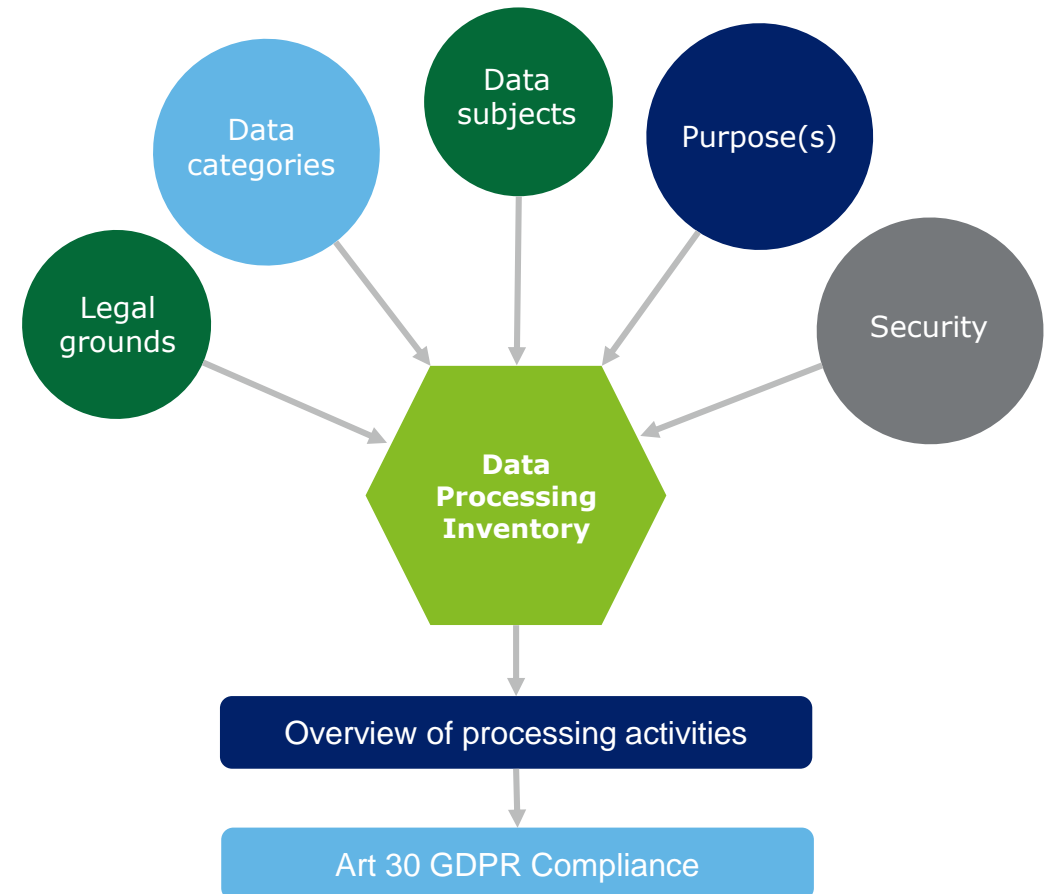 Data
subjects
Data
categories
Purpose(s)
Legal
grounds
Security
Data
Processing
Inventory
Overview of processing activities
Art 30 GDPR Compliance